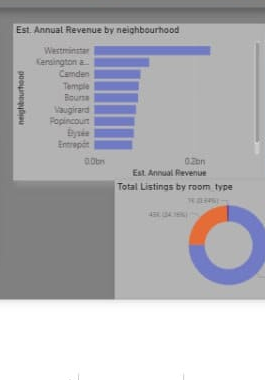 Est. Annual Revenue by neighbourhood
neighbourhood
Westminster
Kensington a...
Camden
Temple
Bourse
Vaugirard
Popincourt
Élysée
Entrepôt
0.0bn 0.2bn
Est. Annual Revenue
Total Listings by room_type